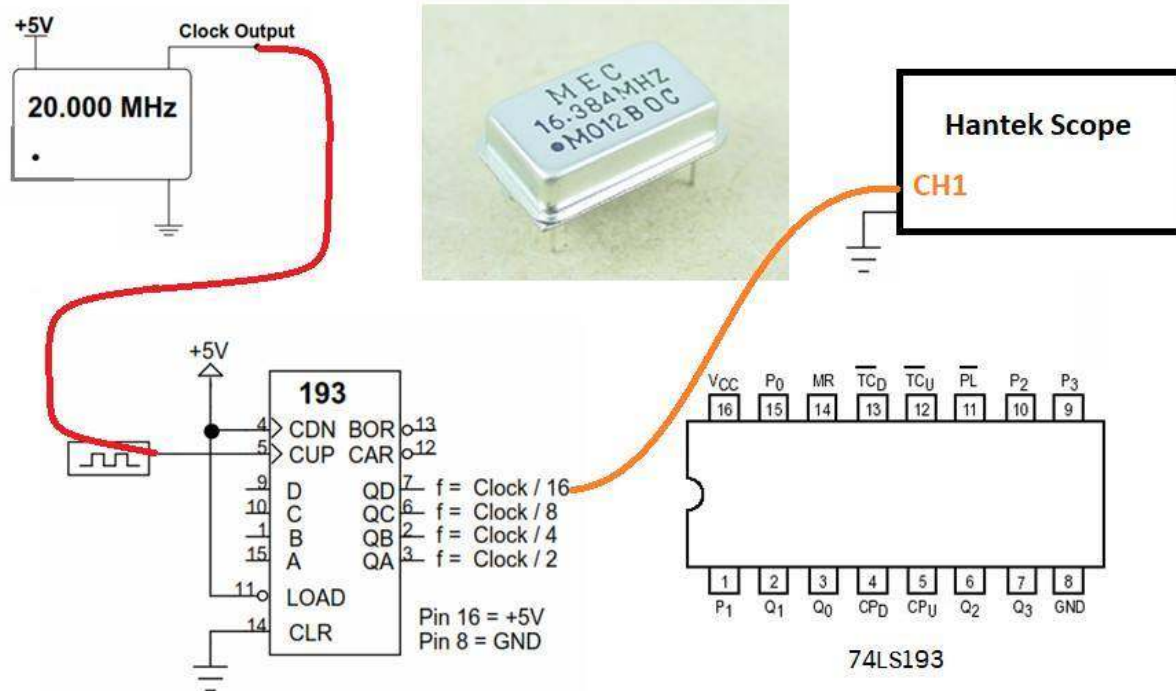 +5V
Clock Output
20.000 MHz
MEC
16.384MHZ
M012BOC
Hantek Scope
CH1
+5V
193
4 CDN BOR 13
5 CUP CAR 12
9 D QD 7 f = Clock / 16
10 C QC 6 f = Clock / 8
1 B QB 2 f = Clock / 4
15 A QA 3 f = Clock / 2
11 LOAD
14 CLR
Pin 16 = +5V
Pin 8 = GND
VCC P0 MR TCD TCU PL P2 P3
16 15 14 13 12 11 10 9
1 2 3 4 5 6 7 8
P1 Q1 Q0 CPD CPU Q2 Q3 GND
74LS193